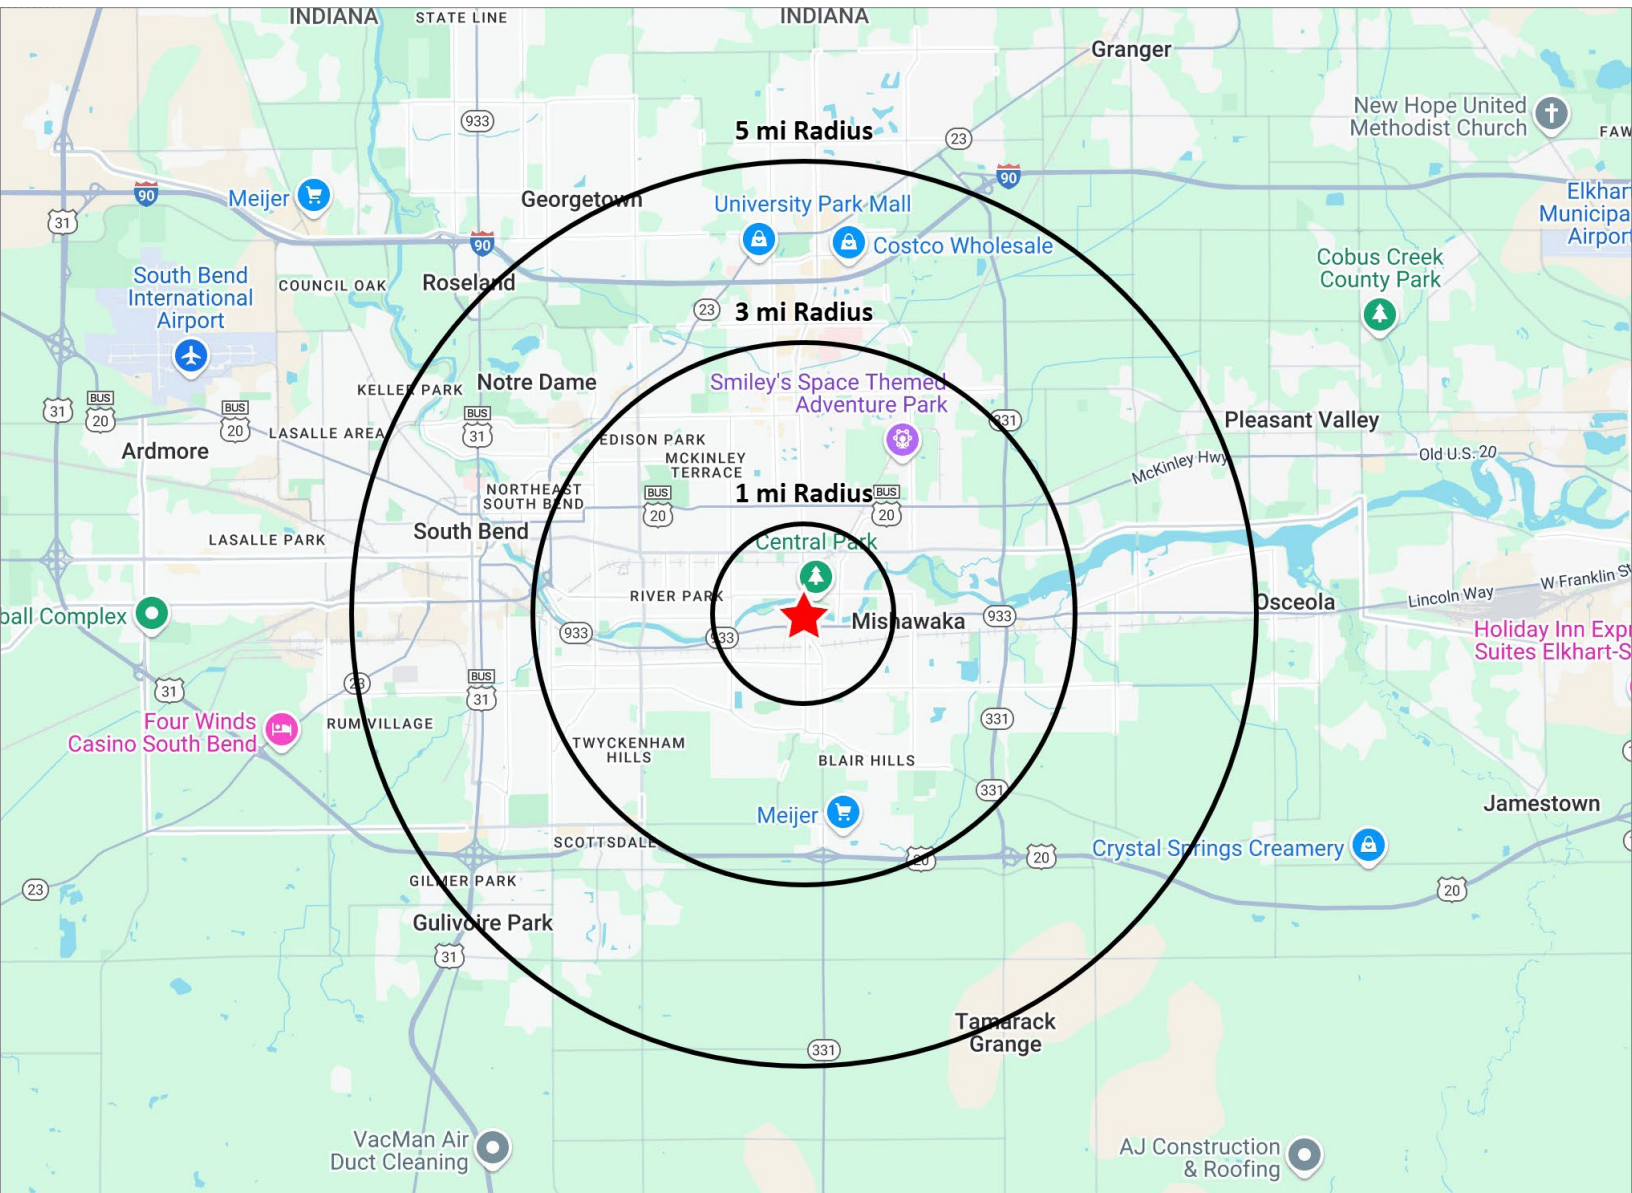 INDIANA
STATE LINE
INDIANA
Granger
New Hope United
Methodist Church
FAW
933
23
5 mi Radius
90
90
Meijer
Georgetown
University Park Mall
Elkhart
Municipa
Airport
31
90
Costco Wholesale
South Bend
International
Airport
COUNCIL OAK
Roseland
Cobus Creek
County Park
23
3 mi Radius
KELLER PARK
Notre Dame
Smiley's Space Themed
Adventure Park
31
BUS
20
BUS
20
BUS
31
331
Pleasant Valley
LASALLE AREA
EDISON PARK
Ardmore
MCKINLEY
TERRACE
McKinley Hwy
Old U.S. 20
NORTHEAST
SOUTH BEND
BUS
20
1 mi Radius
BUS
20
South Bend
LASALLE PARK
Central Park
W Franklin St
RIVER PARK
Lincoln Way
Osceola
ball Complex
933
933
Mishawaka
933
Holiday Inn Expr
Suites Elkhart-S
23
31
BUS
31
Four Winds
Casino South Bend
RUM VILLAGE
331
TWYCKENHAM
HILLS
BLAIR HILLS
331
Meijer
Jamestown
SCOTTSDALE
20
20
Crystal Springs Creamery
GILMER PARK
23
20
Gulivoire Park
31
Tamarack
Grange
331
VacMan Air
Duct Cleaning
AJ Construction
& Roofing